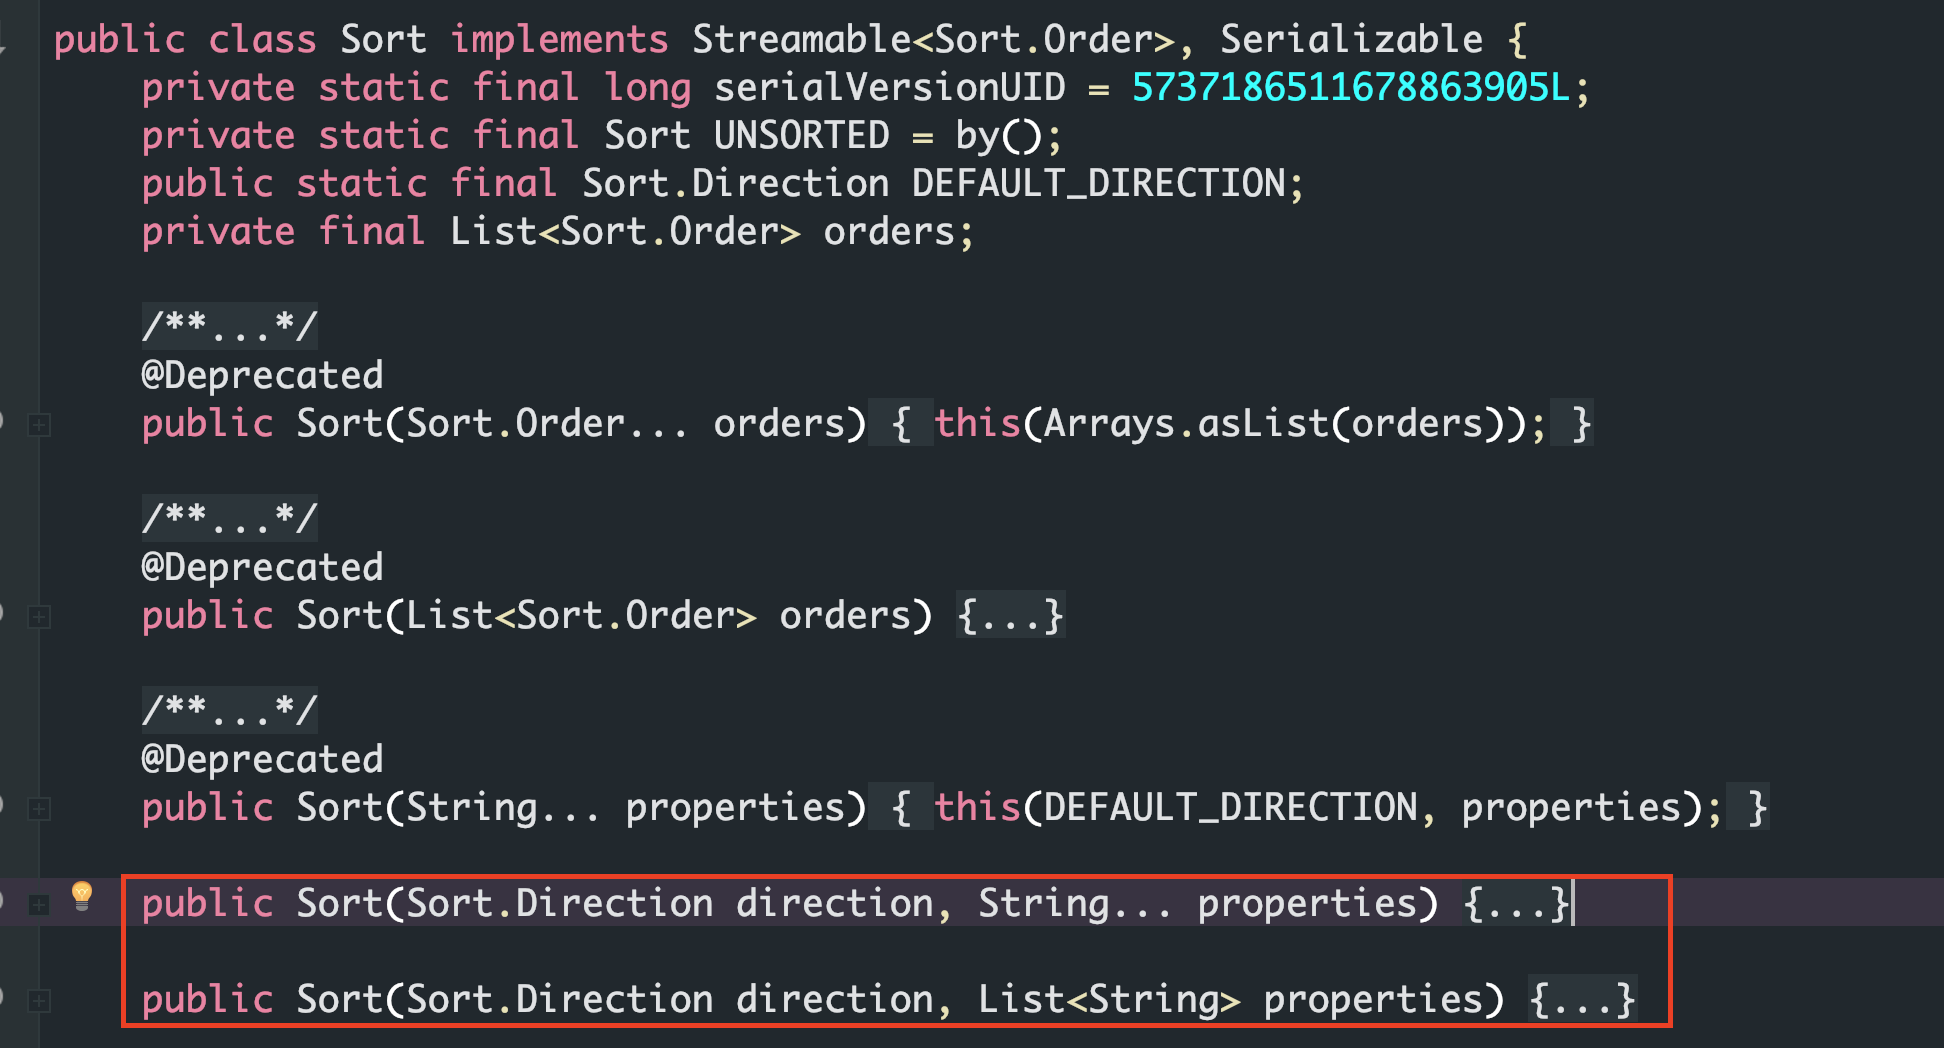 public class Sort implements Streamable<Sort.Order>, Serializable {
private static final long serialVersionUID = 5737186511678863905L;
private static final Sort UNSORTED = by();
public static final Sort.Direction DEFAULT_DIRECTION;
private final List<Sort.Order> orders;
/**...*/
@Deprecated
public Sort(Sort.Order... orders) { this(Arrays.asList(orders)); }
/**...*/
@Deprecated
public Sort(List<Sort.Order> orders) {...}
/**...*/
@Deprecated
public Sort(String... properties) { this(DEFAULT_DIRECTION, properties); }
public Sort(Sort.Direction direction, String... properties) {...}
public Sort(Sort.Direction direction, List<String> properties) {...}